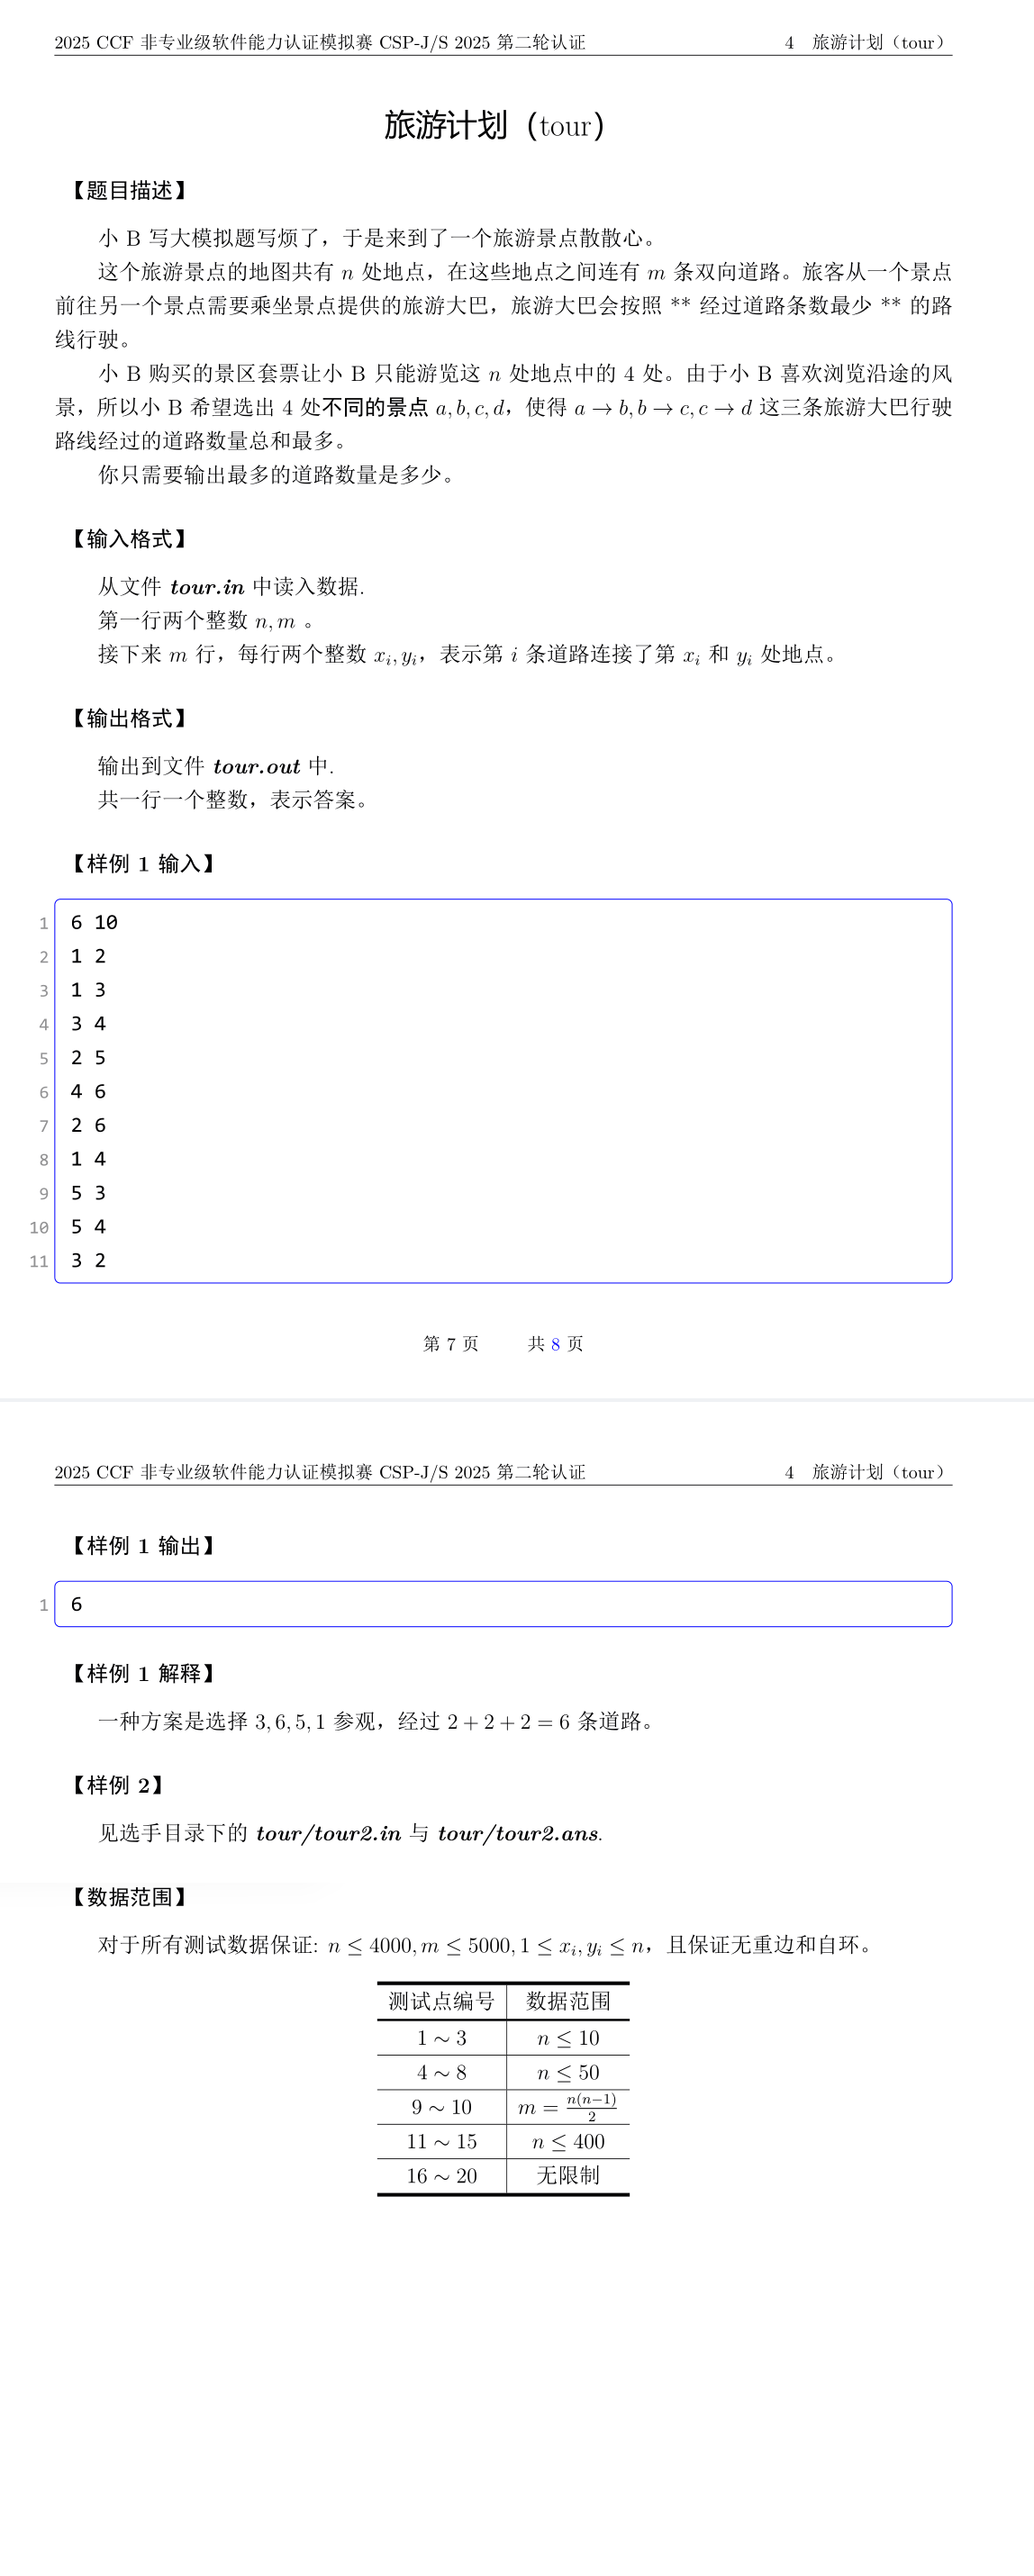 2025 CCF 非专业级软件能力认证模拟赛 CSP-J/S 2025 第二轮认证 4 旅游计划（tour）
旅游计划（tour）
【题目描述】
小 B 写大模拟题写烦了，于是来到了一个旅游景点散散心。
这个旅游景点的地图共有 n 处地点，在这些地点之间连有 m 条双向道路。旅客从一个景点
前往另一个景点需要乘坐景点提供的旅游大巴，旅游大巴会按照 ** 经过道路条数最少 ** 的路
线行驶。
小 B 购买的景区套票让小 B 只能游览这 n 处地点中的 4 处。由于小 B 喜欢浏览沿途的风
景，所以小 B 希望选出 4 处不同的景点 a, b, c, d，使得 a → b, b → c, c → d 这三条旅游大巴行驶
路线经过的道路数量总和最多。
你只需要输出最多的道路数量是多少。
【输入格式】
从文件 tour.in 中读入数据.
第一行两个整数 n, m 。
接下来 m 行，每行两个整数 xᵢ, yᵢ，表示第 i 条道路连接了第 xᵢ 和 yᵢ 处地点。
【输出格式】
输出到文件 tour.out 中.
共一行一个整数，表示答案。
【样例 1 输入】
1 6 10
2 1 2
3 1 3
4 3 4
5 2 5
6 4 6
7 2 6
8 1 4
9 5 3
10 5 4
11 3 2
第 7 页 共 8 页
2025 CCF 非专业级软件能力认证模拟赛 CSP-J/S 2025 第二轮认证 4 旅游计划（tour）
【样例 1 输出】
1 6
【样例 1 解释】
一种方案是选择 3, 6, 5, 1 参观，经过 2 + 2 + 2 = 6 条道路。
【样例 2】
见选手目录下的 tour/tour2.in 与 tour/tour2.ans.
【数据范围】
对于所有测试数据保证: n ≤ 4000, m ≤ 5000, 1 ≤ xᵢ, yᵢ ≤ n，且保证无重边和自环。
测试点编号 数据范围
1 ∼ 3 n ≤ 10
4 ∼ 8 n ≤ 50
9 ∼ 10 m = n(n−1)/2
11 ∼ 15 n ≤ 400
16 ∼ 20 无限制